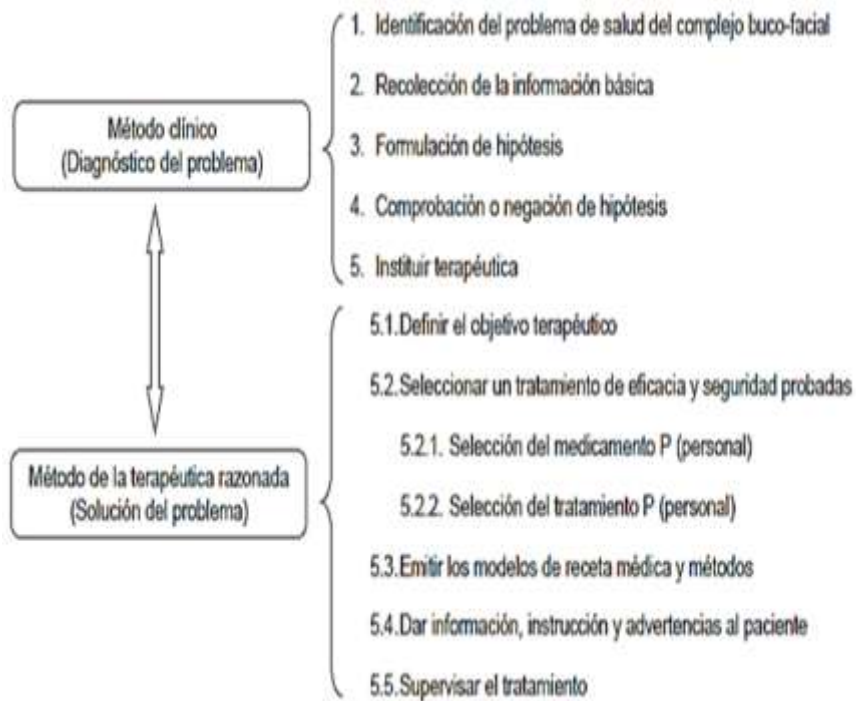 Método clínico
(Diagnóstico del problema)
1. Identificación del problema de salud del complejo buco-facial
2. Recolección de la información básica
3. Formulación de hipótesis
4. Comprobación o negación de hipótesis
5. Instituir terapéutica
Método de la terapéutica razonada
(Solución del problema)
5.1.Definir el objetivo terapéutico
5.2.Seleccionar un tratamiento de eficacia y seguridad probadas
5.2.1. Selección del medicamento P (personal)
5.2.2. Selección del tratamiento P (personal)
5.3.Emitir los modelos de receta médica y métodos
5.4.Dar información, instrucción y advertencias al paciente
5.5.Supervisar el tratamiento